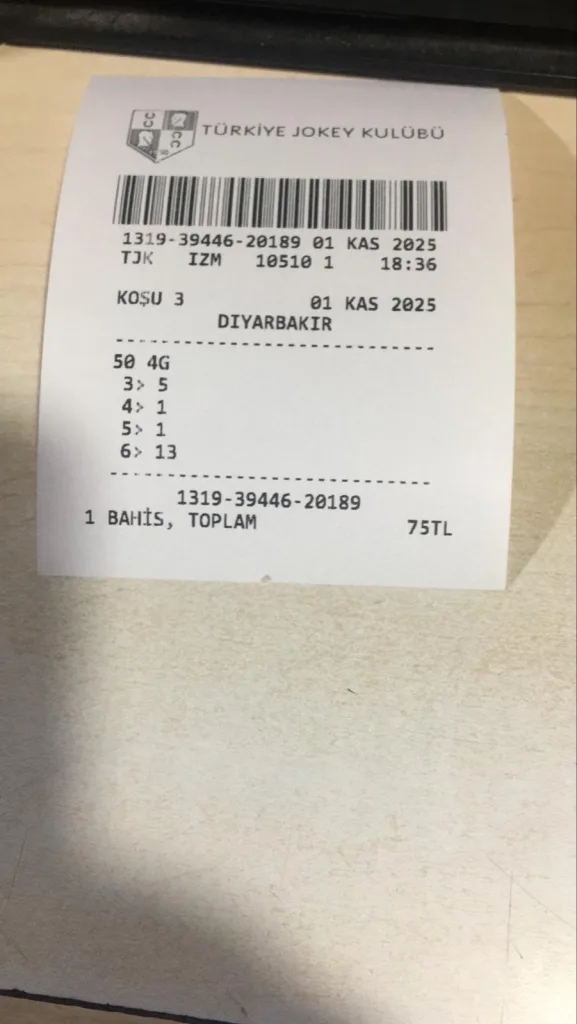 TÜRKİYE JOKEY KULÜBÜ
1319-39446-20189 01 KAS 2025
TJK IZM 10510 1 18:36
KOŞU 3 01 KAS 2025
DIYARBAKIR
50 4G
3> 5
4> 1
5> 1
6> 13
1319-39446-20189
1 BAHİS, TOPLAM 75TL